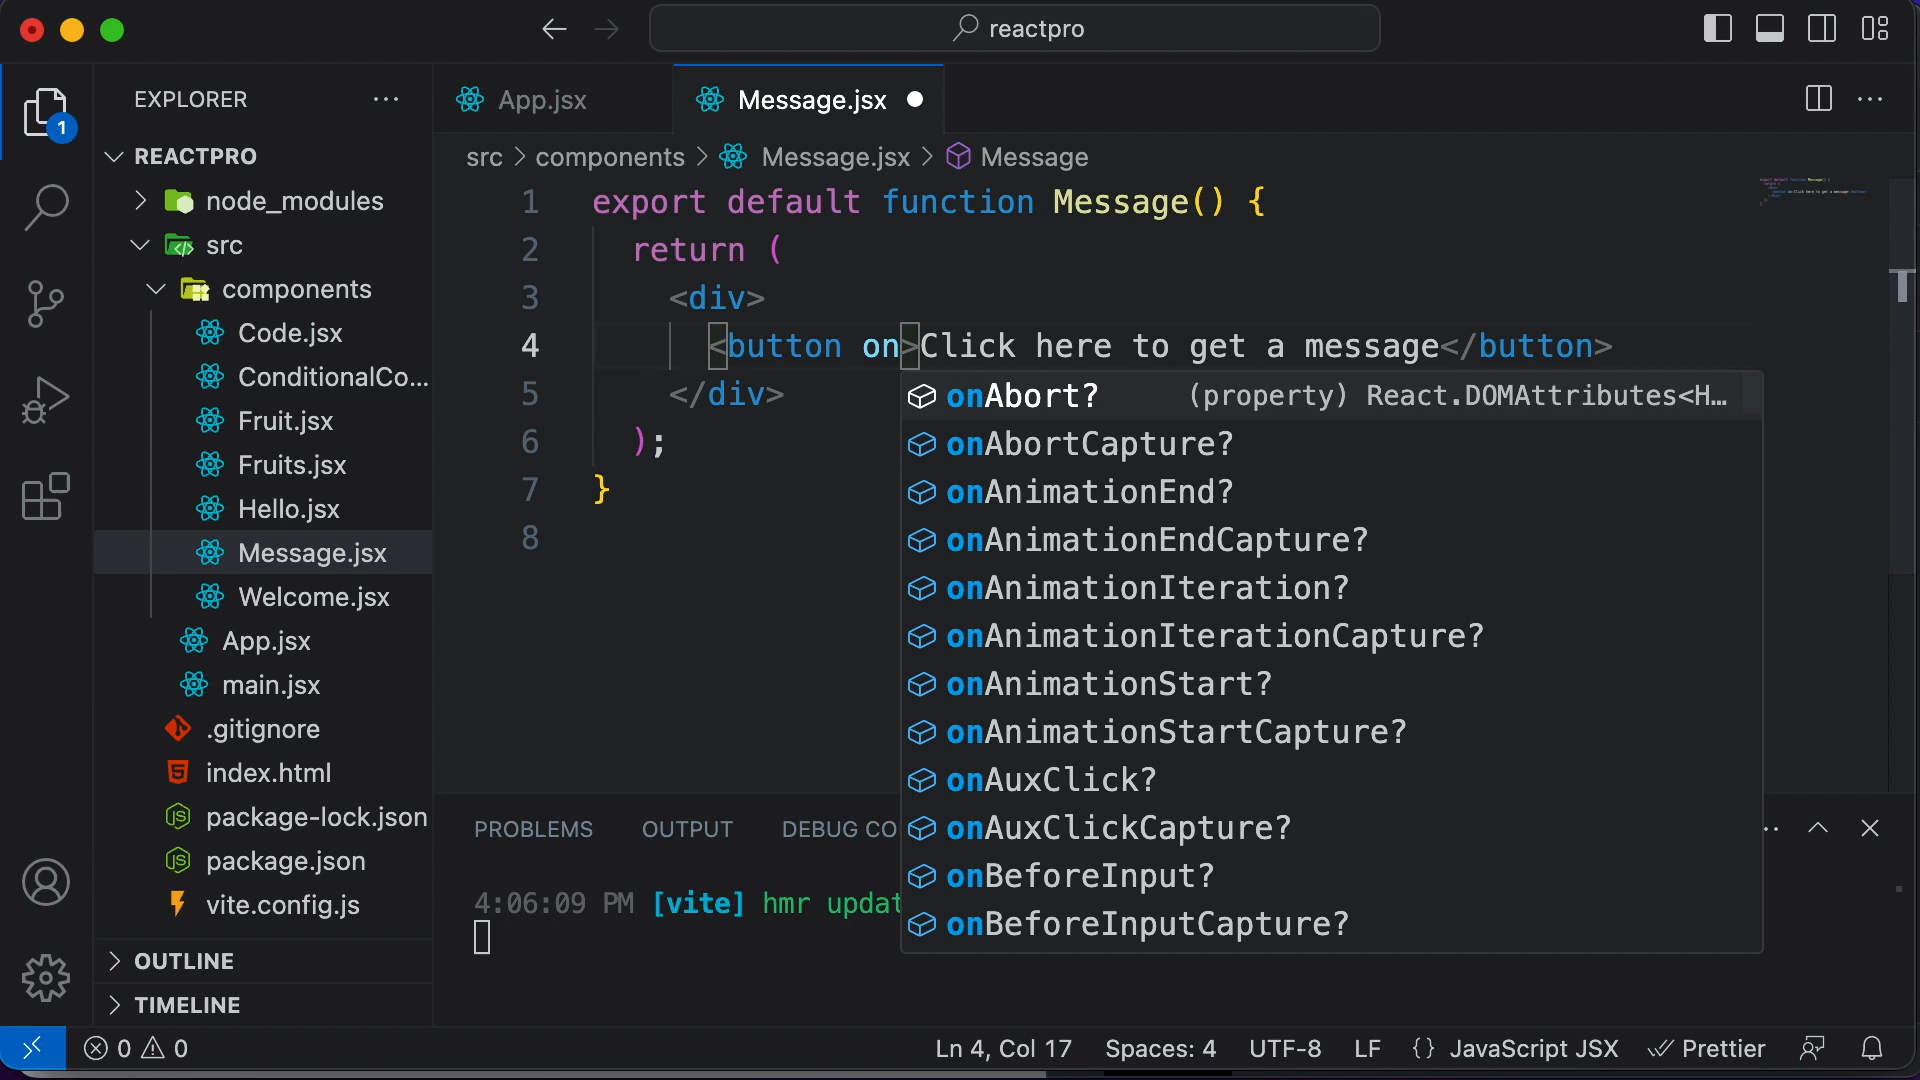 reactpro
EXPLORER
1
REACTPRO
node_modules
src
components
Code.jsx
ConditionalCo...
Fruit.jsx
Fruits.jsx
Hello.jsx
Message.jsx
Welcome.jsx
App.jsx
main.jsx
.gitignore
index.html
package-lock.json
package.json
vite.config.js
OUTLINE
TIMELINE
App.jsx
Message.jsx
src > components > Message.jsx > Message
1 export default function Message() {
2 return (
3 <div>
4 <button on>Click here to get a message</button>
5 </div>
6 );
7 }
8
onAbort? (property) React.DOMAttributes<H...
onAbortCapture?
onAnimationEnd?
onAnimationEndCapture?
onAnimationIteration?
onAnimationIterationCapture?
onAnimationStart?
onAnimationStartCapture?
onAuxClick?
onAuxClickCapture?
onBeforeInput?
onBeforeInputCapture?
PROBLEMS OUTPUT DEBUG CO
4:06:09 PM [vite] hmr updat
0 0 Ln 4, Col 17 Spaces: 4 UTF-8 LF {} JavaScript JSX Prettier